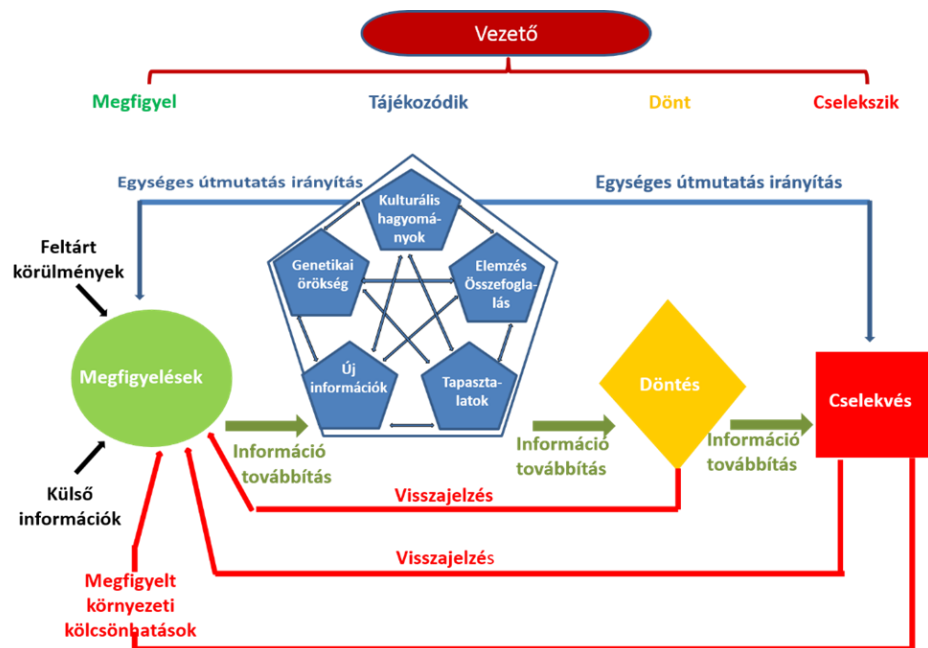 Vezető
Megfigyel
Tájékozódik
Dönt
Cselekszik
Egységes útmutatás irányítás
Egységes útmutatás irányítás
Kulturális
hagyomá-
nyok
Feltárt
körülmények
Genetikai
örökség
Elemzés
Összefogla-
lás
Megfigyelések
Új
információk
Tapaszta-
latok
Döntés
Cselekvés
Információ
továbbítás
Információ
továbbítás
Információ
továbbítás
Külső
információk
Visszajelzés
Visszajelzés
Megfigyelt
környezeti
kölcsönhatások